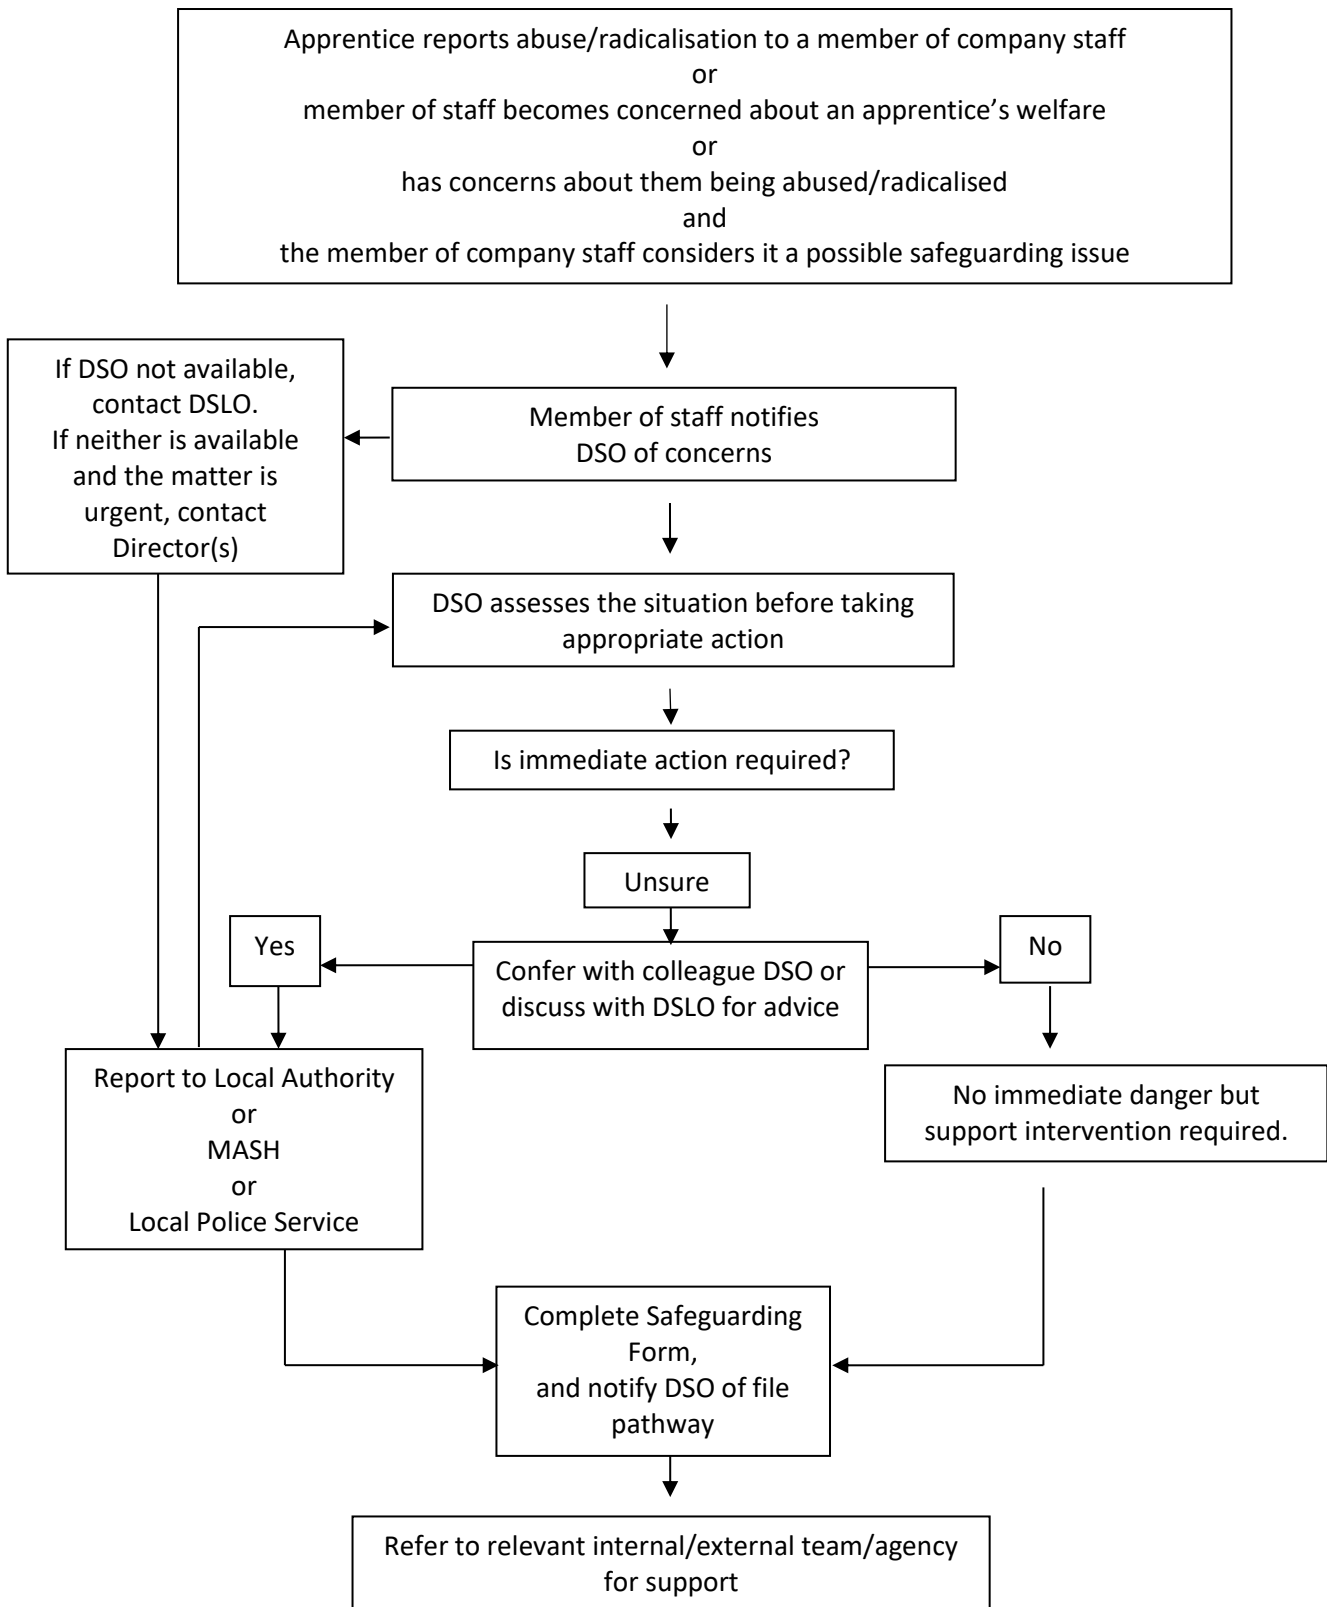 Apprentice reports abuse/radicalisation to a member of company staff
or
member of staff becomes concerned about an apprentice’s welfare
or
has concerns about them being abused/radicalised
and
the member of company staff considers it a possible safeguarding issue
If DSO not available,
contact DSLO.
If neither is available
and the matter is
urgent, contact
Director(s)
Member of staff notifies
DSO of concerns
DSO assesses the situation before taking
appropriate action
Is immediate action required?
Unsure
Yes
Confer with colleague DSO or
discuss with DSLO for advice
No
Report to Local Authority
or
MASH
or
Local Police Service
No immediate danger but
support intervention required.
Complete Safeguarding
Form,
and notify DSO of file
pathway
Refer to relevant internal/external team/agency
for support